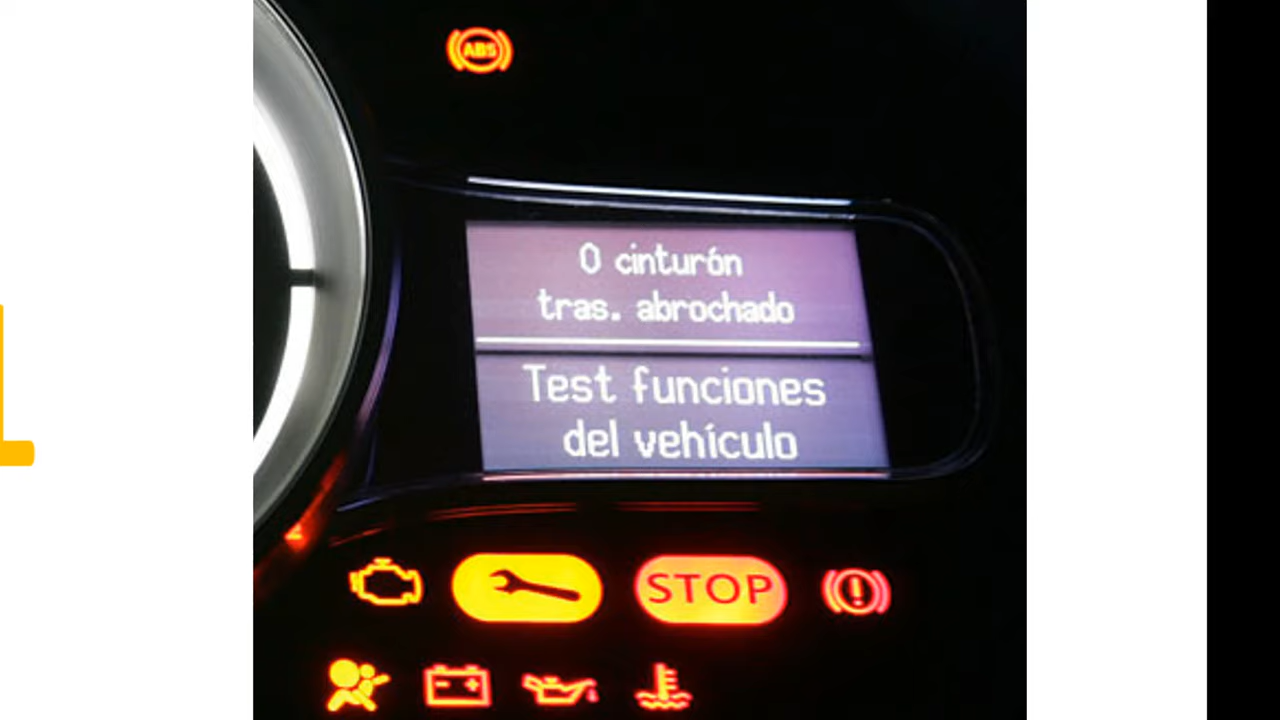 ABS
0 cinturón
tras. abrochado
Test funciones
del vehículo
STOP